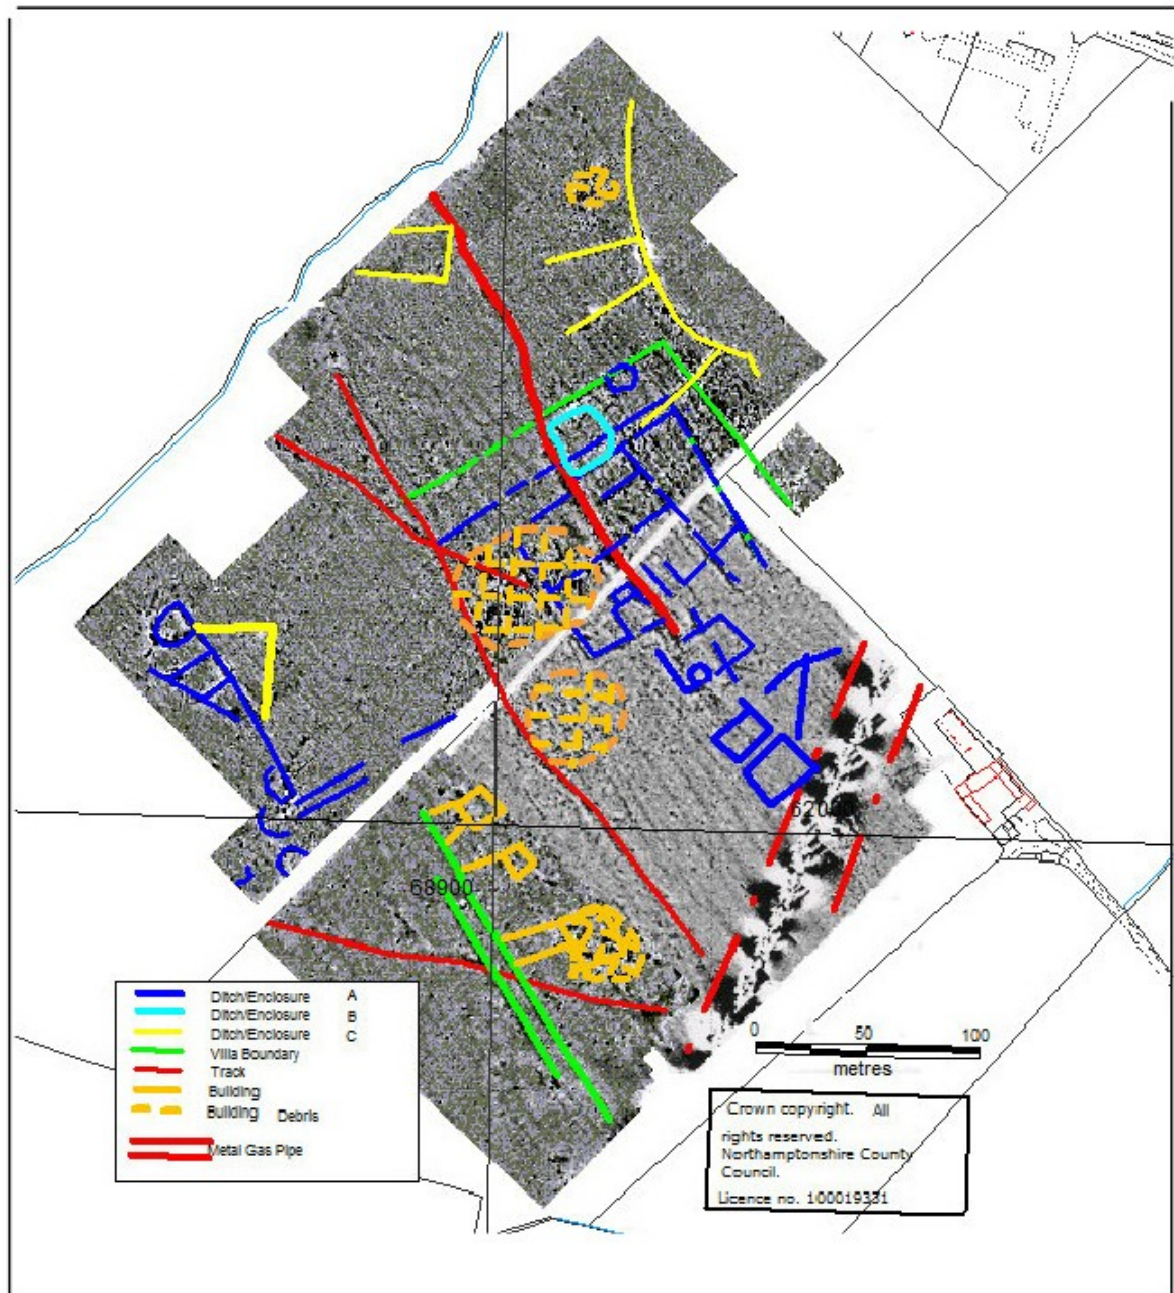 62000
68900
Ditch/Enclosure A
Ditch/Enclosure B
Ditch/Enclosure C
Villa Boundary
Track
Building
Building Debris
Metal Gas Pipe
0 50 100
metres
Crown copyright. All
rights reserved.
Northamptonshire County
Council.
Licence no. 100019331